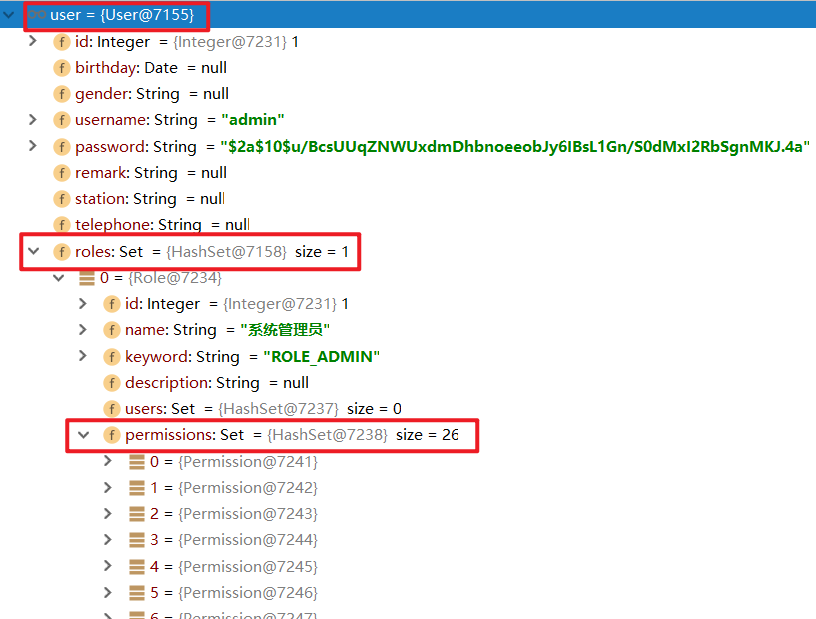 user = {User@7155}
f id: Integer = {Integer@7231} 1
f birthday: Date = null
f gender: String = null
f username: String = "admin"
f password: String = "$2a$10$u/BcsUUqZNWUxdmDhbnoeeobJy6IBsL1Gn/S0dMxI2RbSgnMKJ.4a"
f remark: String = null
f station: String = null
f telephone: String = null
f roles: Set = {HashSet@7158} size = 1
0 = {Role@7234}
f id: Integer = {Integer@7231} 1
f name: String = "系统管理员"
f keyword: String = "ROLE_ADMIN"
f description: String = null
f users: Set = {HashSet@7237} size = 0
f permissions: Set = {HashSet@7238} size = 26
0 = {Permission@7241}
1 = {Permission@7242}
2 = {Permission@7243}
3 = {Permission@7244}
4 = {Permission@7245}
5 = {Permission@7246}
6 = {Permission@7247}